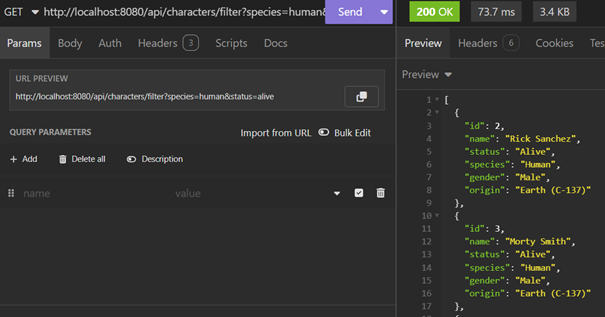 GET http://localhost:8080/api/characters/filter?species=human& Send
Params Body Auth Headers 3 Scripts Docs
URL PREVIEW
http://localhost:8080/api/characters/filter?species=human&status=alive
QUERY PARAMETERS Import from URL Bulk Edit
+ Add Delete all Description
name value
200 OK 73.7 ms 3.4 KB
Preview Headers 6 Cookies Tes
Preview
1 [
2 {
3 "id": 2,
4 "name": "Rick Sanchez",
5 "status": "Alive",
6 "species": "Human",
7 "gender": "Male",
8 "origin": "Earth (C-137)"
9 },
10 {
11 "id": 3,
12 "name": "Morty Smith",
13 "status": "Alive",
14 "species": "Human",
15 "gender": "Male",
16 "origin": "Earth (C-137)"
17 },